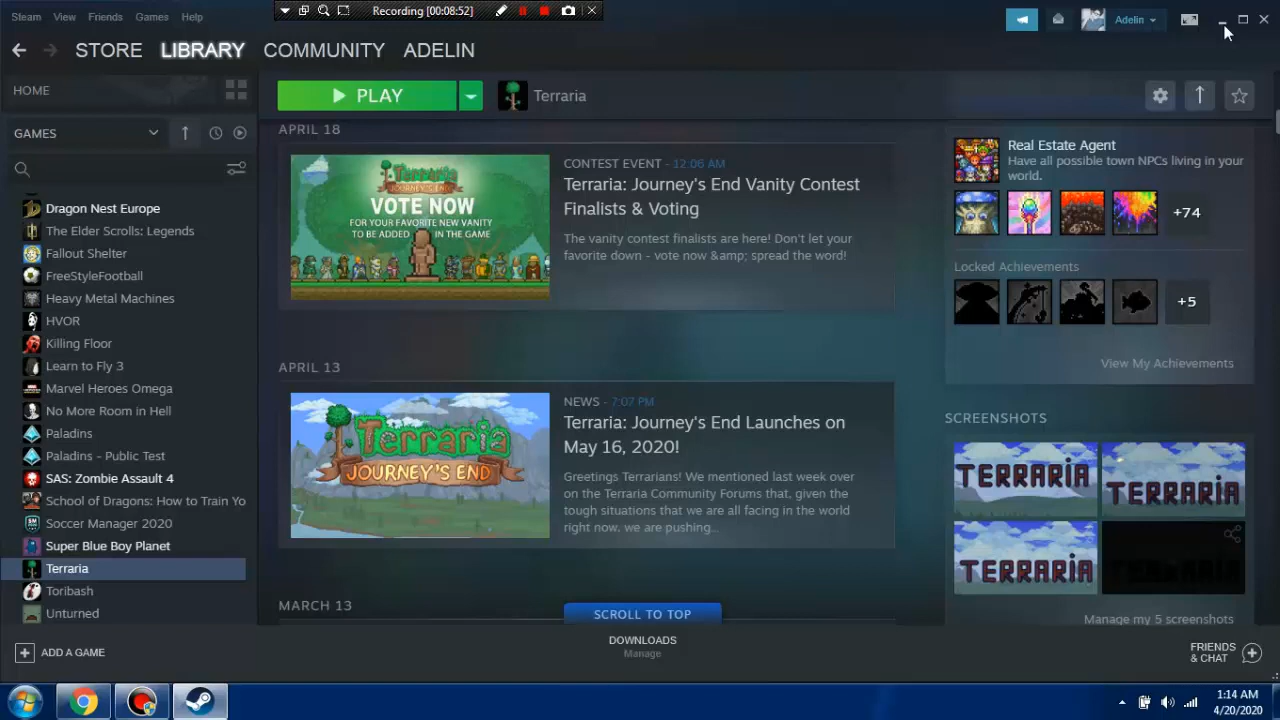 Steam View Friends Games Help
Recording [00:08:52]
Adelin
STORE LIBRARY COMMUNITY ADELIN
HOME
GAMES
Dragon Nest Europe
The Elder Scrolls: Legends
Fallout Shelter
FreeStyleFootball
Heavy Metal Machines
HVOR
Killing Floor
Learn to Fly 3
Marvel Heroes Omega
No More Room in Hell
Paladins
Paladins - Public Test
SAS: Zombie Assault 4
School of Dragons: How to Train Yo
Soccer Manager 2020
Super Blue Boy Planet
Terraria
Toribash
Unturned
ADD A GAME
PLAY
Terraria
APRIL 18
Terraria
JOURNEY'S END
VOTE NOW
FOR YOUR FAVORITE NEW VANITY
TO BE ADDED IN THE GAME
CONTEST EVENT - 12:06 AM
Terraria: Journey's End Vanity Contest
Finalists & Voting
The vanity contest finalists are here! Don't let your
favorite down - vote now &amp; spread the word!
APRIL 13
Terraria
JOURNEY'S END
NEWS - 7:07 PM
Terraria: Journey's End Launches on
May 16, 2020!
Greetings Terrarians! We mentioned last week over
on the Terraria Community Forums that, given the
tough situations that we are all facing in the world
right now, we are pushing...
MARCH 13
SCROLL TO TOP
DOWNLOADS
Manage
Real Estate Agent
Have all possible town NPCs living in your
world.
+74
Locked Achievements
+5
View My Achievements
SCREENSHOTS
TERRARIA
TERRARIA
TERRARIA
TERRARIA
Manage my 5 screenshots
FRIENDS
& CHAT
1:14 AM
4/20/2020